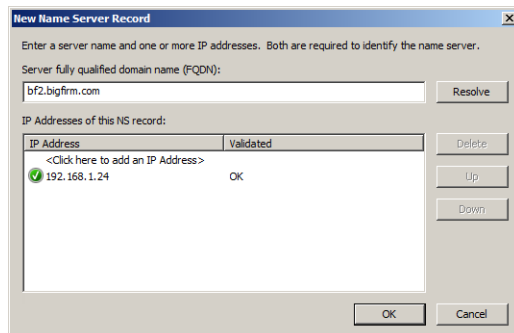 New Name Server Record
Enter a server name and one or more IP addresses. Both are required to identify the name server.
Server fully qualified domain name (FQDN):
bf2.bigfirm.com
Resolve
IP Addresses of this NS record:
IP Address Validated
Delete
<Click here to add an IP Address>
192.168.1.24 OK
Up
Down
OK Cancel